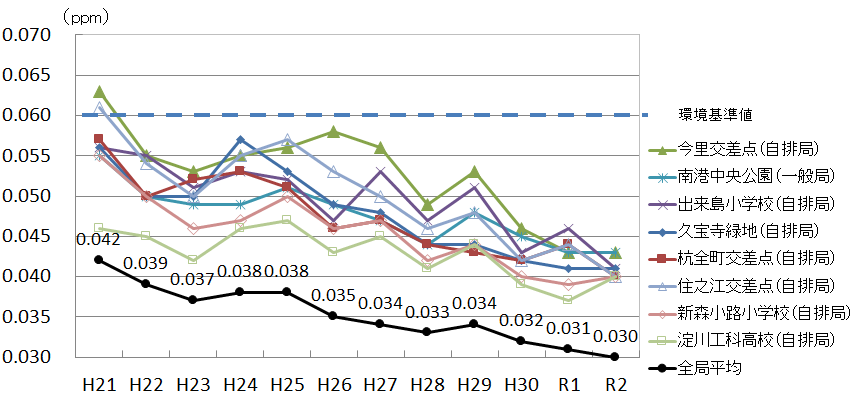 (ppm)
0.070
0.065
0.060
0.055
0.050
0.045
0.040
0.035
0.030
0.042
0.039
0.037
0.038
0.038
0.035
0.034
0.033
0.034
0.032
0.031
0.030
H21 H22 H23 H24 H25 H26 H27 H28 H29 H30 R1 R2
環境基準値
今里交差点(自排局)
南港中央公園(一般局)
出来島小学校(自排局)
久宝寺緑地(自排局)
杭全町交差点(自排局)
住之江交差点(自排局)
新森小路小学校(自排局)
淀川工科高校(自排局)
全局平均